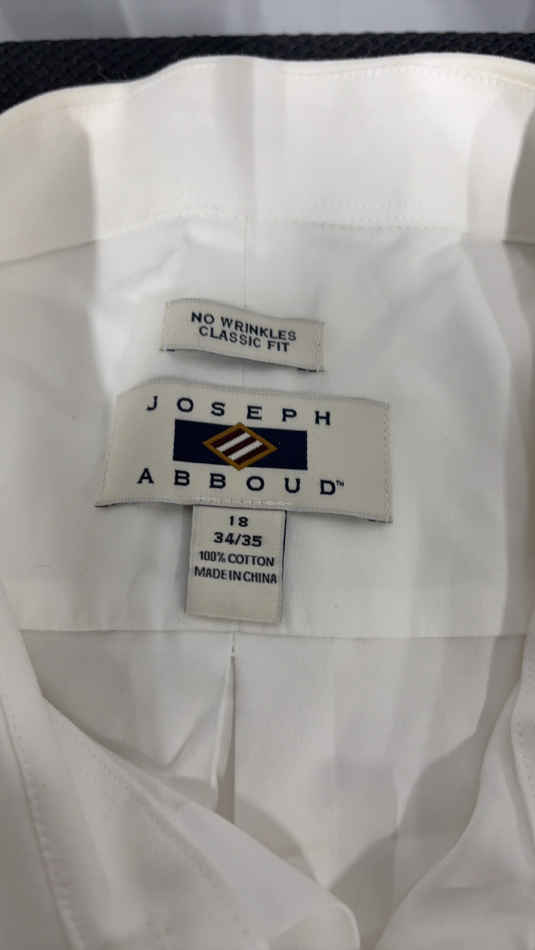 NO WRINKLES
CLASSIC FIT
JOSEPH
ABBOUD™
18
34/35
100% COTTON
MADE IN CHINA